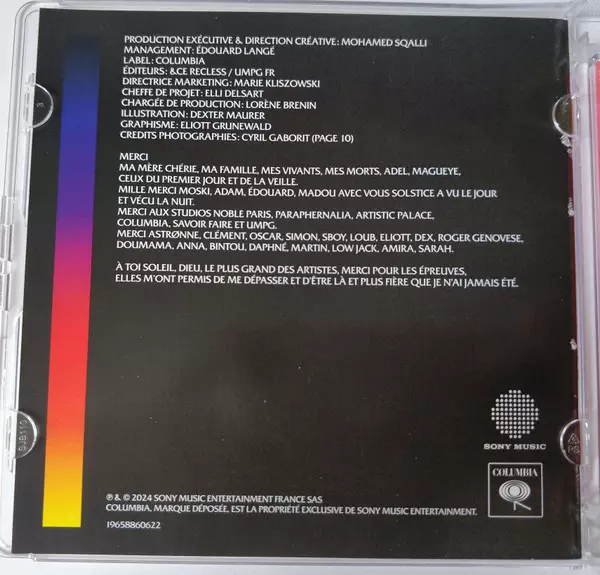 PRODUCTION EXÉCUTIVE & DIRECTION CRÉATIVE : MOHAMED SQALLI
MANAGEMENT : ÉDOUARD LANGÉ
LABEL : COLUMBIA
ÉDITEURS : &CE RECLESS / UMPG FR
DIRECTRICE MARKETING : MARIE KLISZOWSKI
CHEFFE DE PROJET : ELLI DELSART
CHARGÉE DE PRODUCTION : LORÈNE BRENIN
ILLUSTRATION : DEXTER MAURER
GRAPHISME : ELIOTT GRUNEWALD
CREDITS PHOTOGRAPHIES : CYRIL GABORIT (PAGE 10)
MERCI
MA MÈRE CHÉRIE, MA FAMILLE, MES VIVANTS, MES MORTS, ADEL, MAGUEYE,
CEUX DU PREMIER JOUR ET DE LA VEILLE.
MILLE MERCI MOSKI, ADAM, ÉDOUARD, MADOU AVEC VOUS SOLSTICE A VU LE JOUR
ET VÉCU LA NUIT.
MERCI AUX STUDIOS NOBLE PARIS, PARAPHERNALIA, ARTISTIC PALACE,
COLUMBIA, SAVOIR FAIRE ET UMPG.
MERCI ASTRØNNE, CLÉMENT, OSCAR, SIMON, SBOY, LOUB, ELIOTT, DEX, ROGER GENOVESE,
DOUMAMA, ANNA, BINTOU, DAPHNÉ, MARTIN, LOW JACK, AMIRA, SARAH.
À TOI SOLEIL, DIEU, LE PLUS GRAND DES ARTISTES, MERCI POUR LES ÉPREUVES,
ELLES M'ONT PERMIS DE ME DÉPASSER ET D'ÊTRE LÀ ET PLUS FIÈRE QUE JE N'AI JAMAIS ÉTÉ.
SJB110
SONY MUSIC
COLUMBIA
℗ & © 2024 SONY MUSIC ENTERTAINMENT FRANCE SAS
COLUMBIA, MARQUE DÉPOSÉE, EST LA PROPRIÉTÉ EXCLUSIVE DE SONY MUSIC ENTERTAINMENT.
19658860622